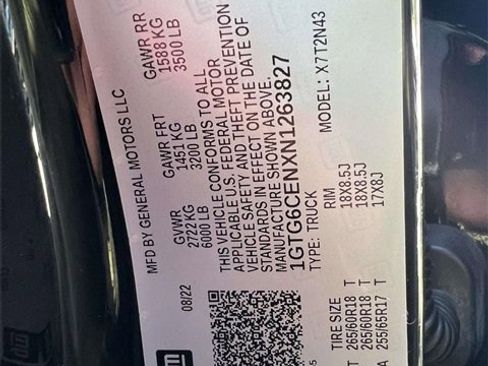 MFD BY GENERAL MOTORS LLC
08/22 GVWR GAWR FRT GAWR RR
2722 KG 1451 KG 1588 KG
6000 LB 3200 LB 3500 LB
THIS VEHICLE CONFORMS TO ALL
APPLICABLE U.S. FEDERAL MOTOR
VEHICLE SAFETY AND THEFT PREVENTION
STANDARDS IN EFFECT ON THE DATE OF
MANUFACTURE SHOWN ABOVE.
1GTG6CENXN1263827
TYPE: TRUCK MODEL: X7T2N43
TIRE SIZE RIM
265/60R18 T 18X8.5J
265/60R18 T 18X8.5J
255/65R17 T 17X8J
gm